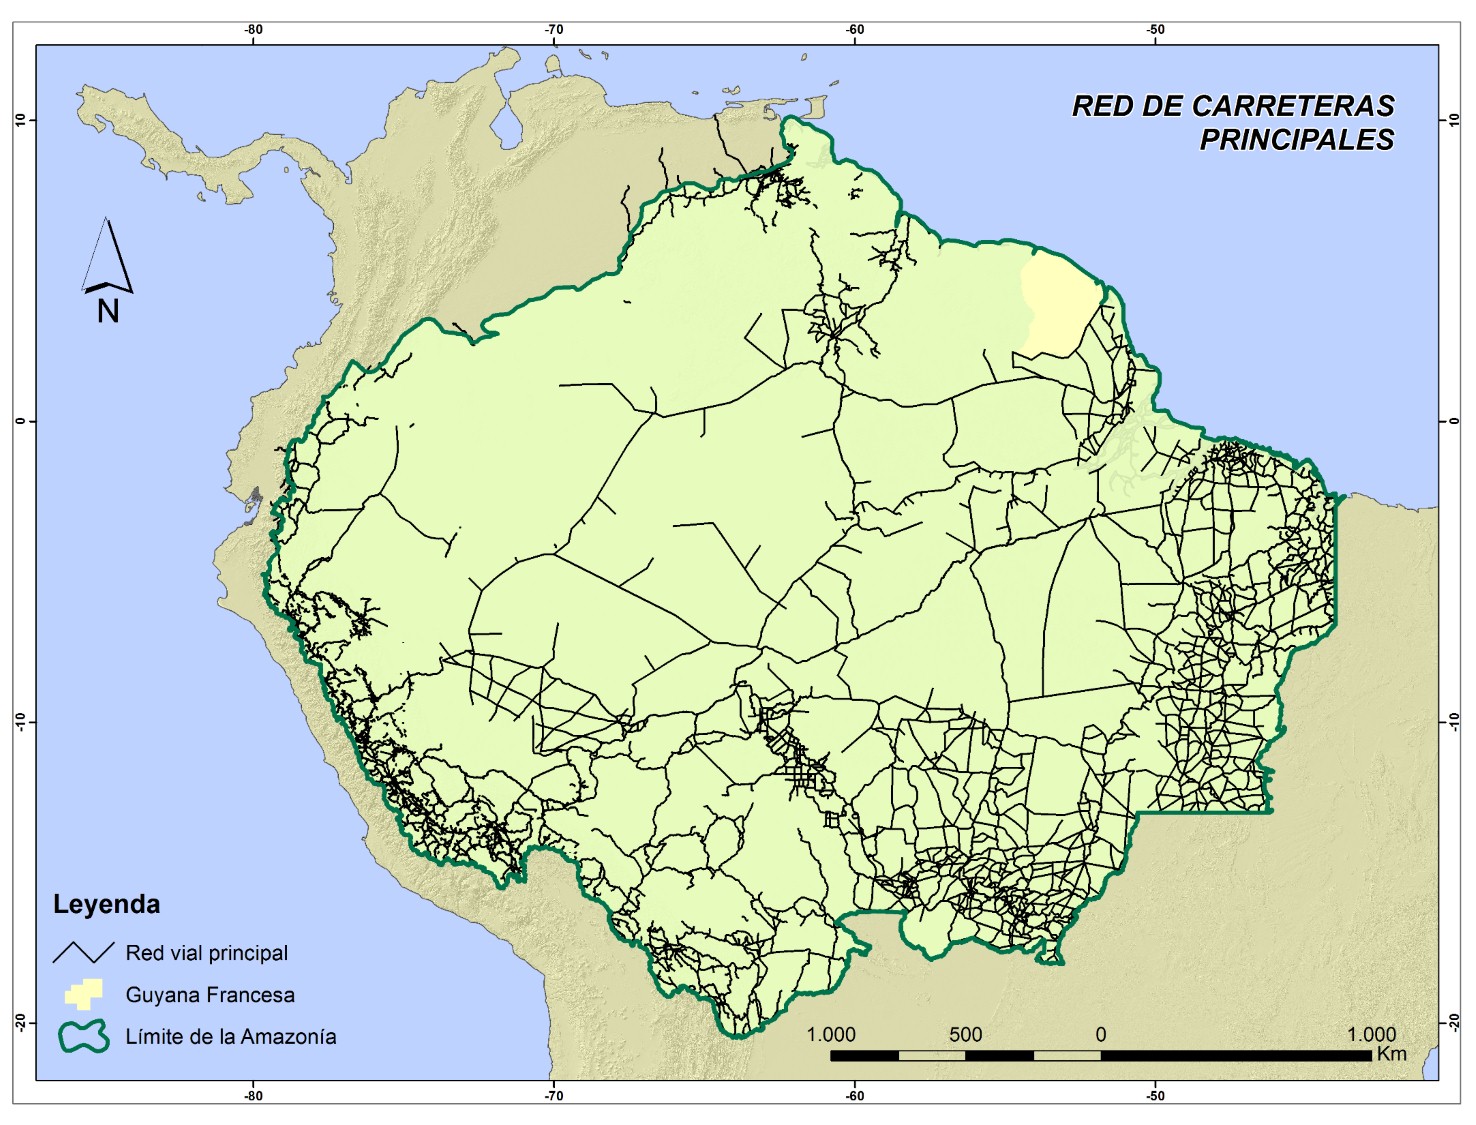 -80 -70 -60 -50
10 10
RED DE CARRETERAS
PRINCIPALES
N
0 0
-10 -10
Leyenda
Red vial principal
Guyana Francesa
Límite de la Amazonía
-20 -20
1.000 500 0 1.000
Km
-80 -70 -60 -50